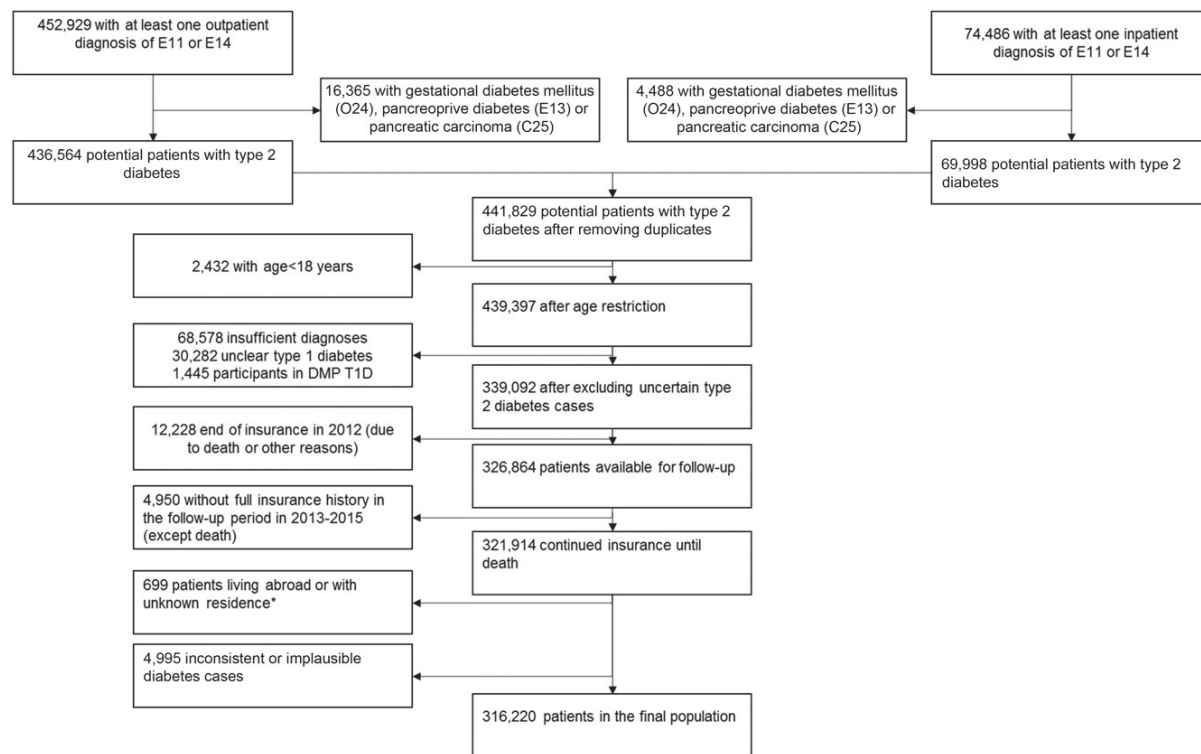 452,929 with at least one outpatient
diagnosis of E11 or E14
74,486 with at least one inpatient
diagnosis of E11 or E14
16,365 with gestational diabetes mellitus
(O24), pancreoprive diabetes (E13) or
pancreatic carcinoma (C25)
4,488 with gestational diabetes mellitus
(O24), pancreoprive diabetes (E13) or
pancreatic carcinoma (C25)
436,564 potential patients with type 2
diabetes
69,998 potential patients with type 2
diabetes
441,829 potential patients with type 2
diabetes after removing duplicates
2,432 with age<18 years
439,397 after age restriction
68,578 insufficient diagnoses
30,282 unclear type 1 diabetes
1,445 participants in DMP T1D
339,092 after excluding uncertain type
2 diabetes cases
12,228 end of insurance in 2012 (due
to death or other reasons)
326,864 patients available for follow-up
4,950 without full insurance history in
the follow-up period in 2013-2015
(except death)
321,914 continued insurance until
death
699 patients living abroad or with
unknown residence*
4,995 inconsistent or implausible
diabetes cases
316,220 patients in the final population